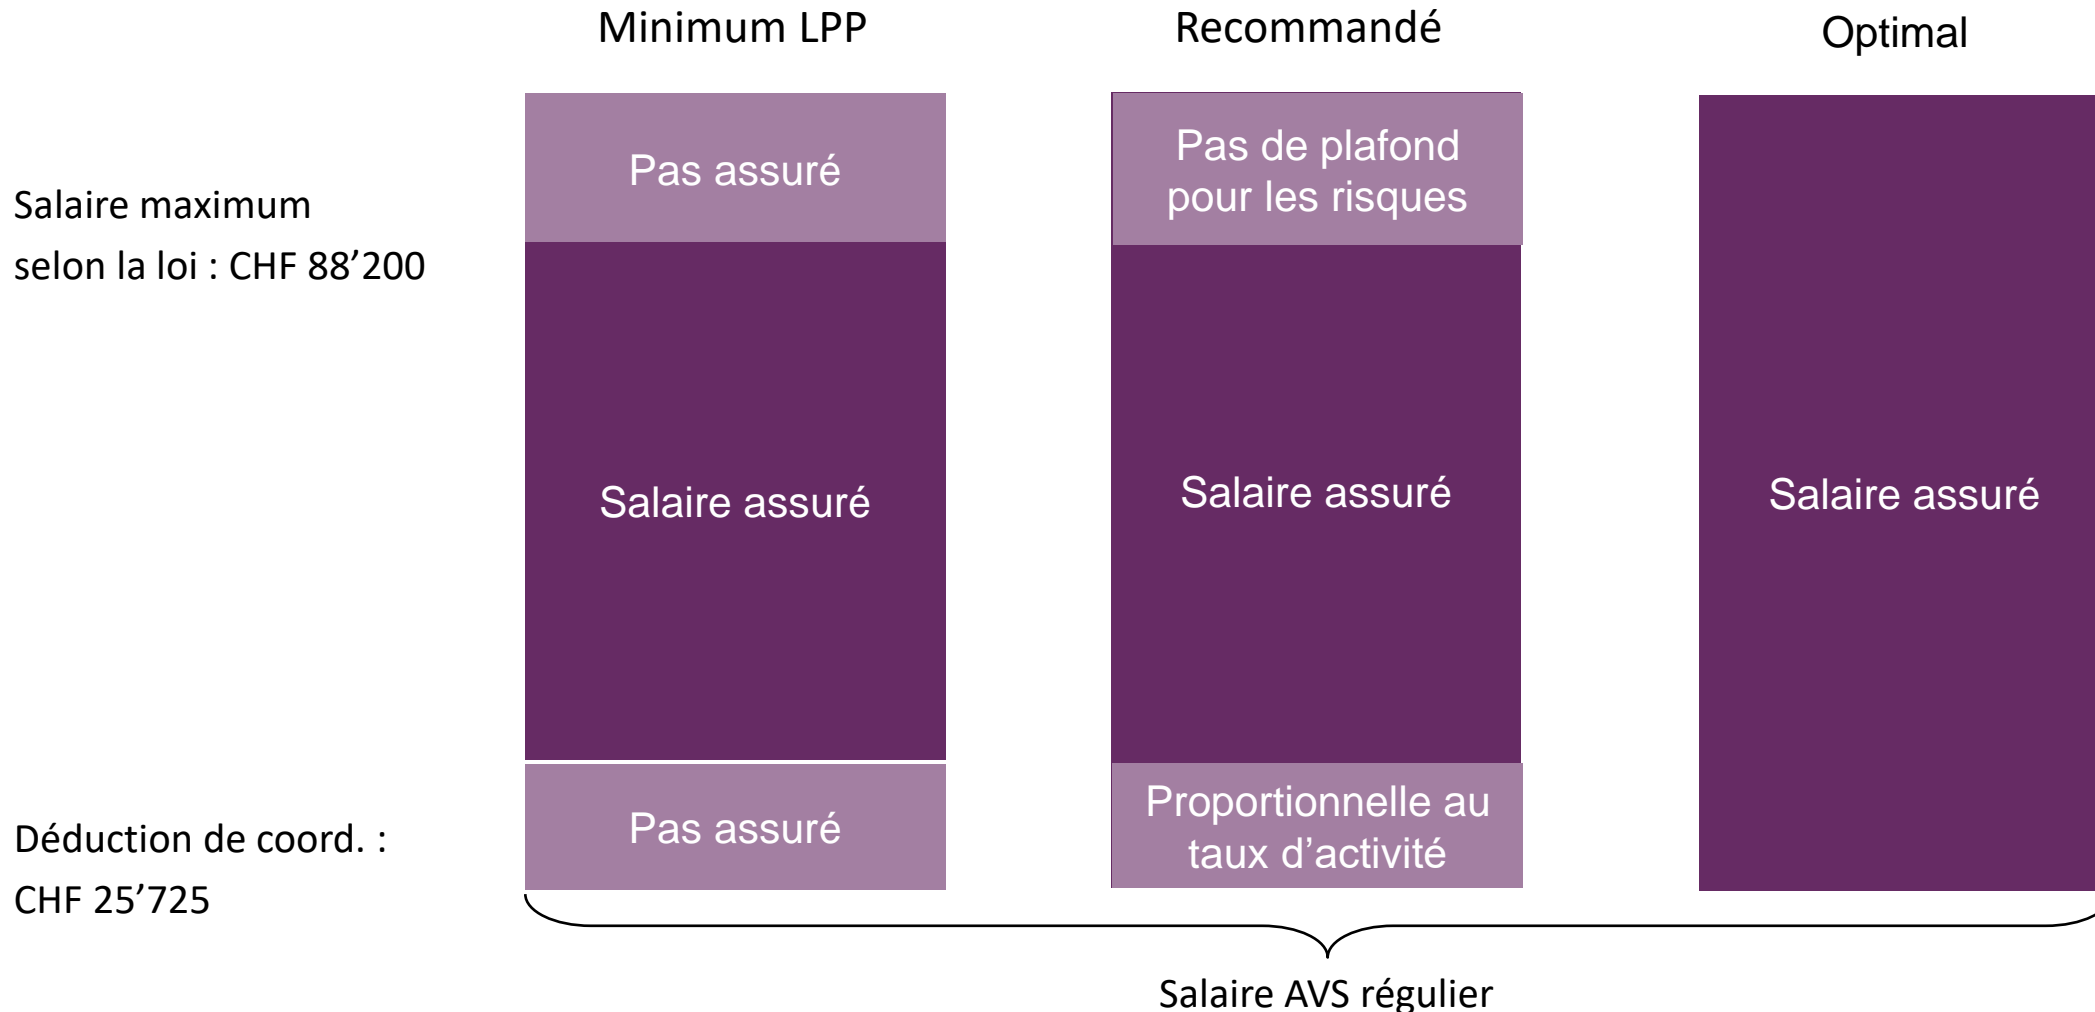 Minimum LPP
Recommandé
Optimal
Salaire maximum
selon la loi : CHF 88’200
Déduction de coord. :
CHF 25’725
Pas assuré
Salaire assuré
Pas assuré
Pas de plafond
pour les risques
Salaire assuré
Proportionnelle au
taux d’activité
Salaire assuré
Salaire AVS régulier